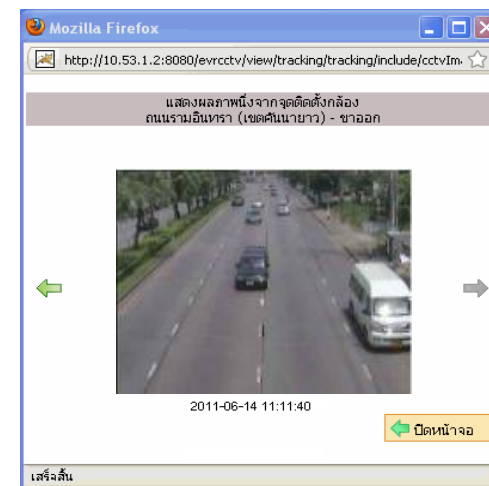 Mozilla Firefox
http://10.53.1.2:8080/evrcctv/view/tracking/tracking/include/cctvIm
แสดงผลภาพนิ่งจากจุดติดตั้งกล้อง
ถนนรามอินทรา (เขตคันนายาว) - ขาออก
2011-06-14 11:11:40
ปิดหน้าจอ
เสร็จสิ้น